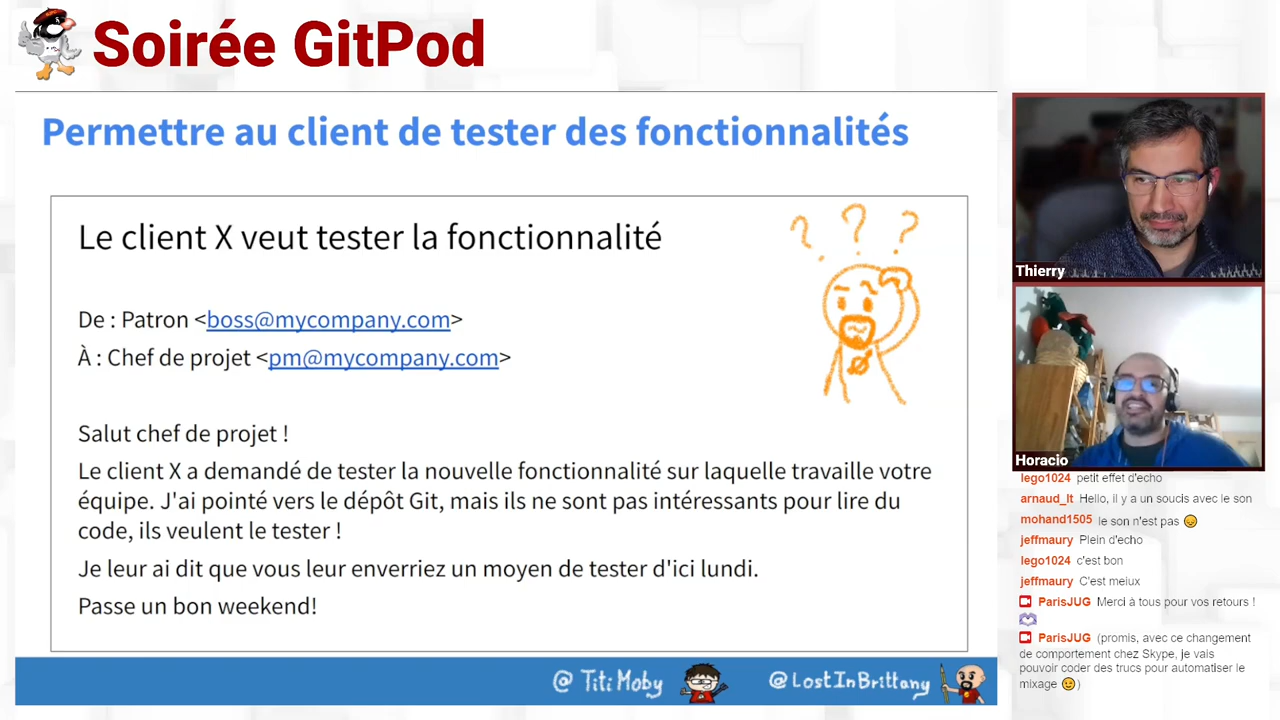 Soirée GitPod
Permettre au client de tester des fonctionnalités
Le client X veut tester la fonctionnalité
? ? ?
De : Patron <boss@mycompany.com>
À : Chef de projet <pm@mycompany.com>
Salut chef de projet !
Le client X a demandé de tester la nouvelle fonctionnalité sur laquelle travaille votre
équipe. J'ai pointé vers le dépôt Git, mais ils ne sont pas intéressants pour lire du
code, ils veulent le tester !
Je leur ai dit que vous leur enverriez un moyen de tester d'ici lundi.
Passe un bon weekend!
@TitiMoby
@LostInBrittany
Thierry
Horacio
lego1024 petit effet d'echo
arnaud_lt Hello, il y a un soucis avec le son
mohand1505 le son n'est pas
jeffmaury Plein d'echo
lego1024 c'est bon
jeffmaury C'est meiux
ParisJUG Merci à tous pour vos retours !
ParisJUG (promis, avec ce changement
de comportement chez Skype, je vais
pouvoir coder des trucs pour automatiser le
mixage )